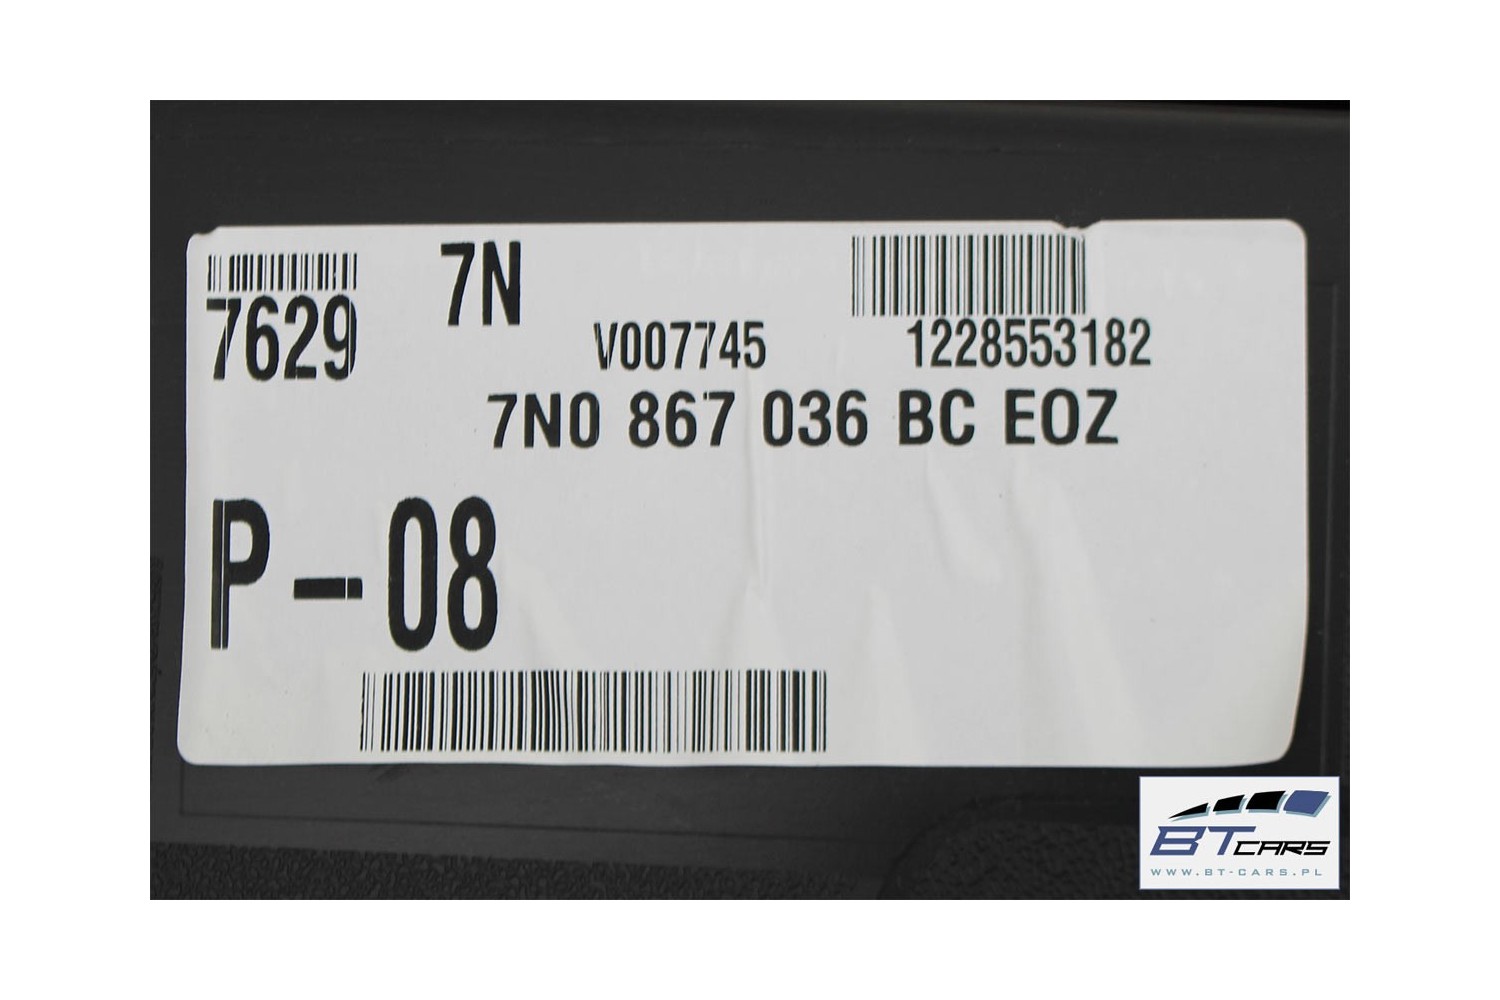 7N
7629
V007745
1228553182
7N0 867 036 BC EOZ
P-08
BT CARS
WWW.BT-CARS.PL